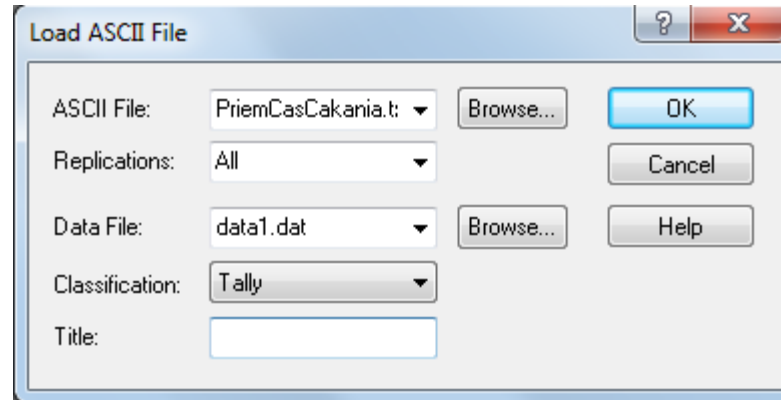 Load ASCII File
ASCII File: PriemCasCakania.t: Browse... OK
Replications: All Cancel
Data File: data1.dat Browse... Help
Classification: Tally
Title: